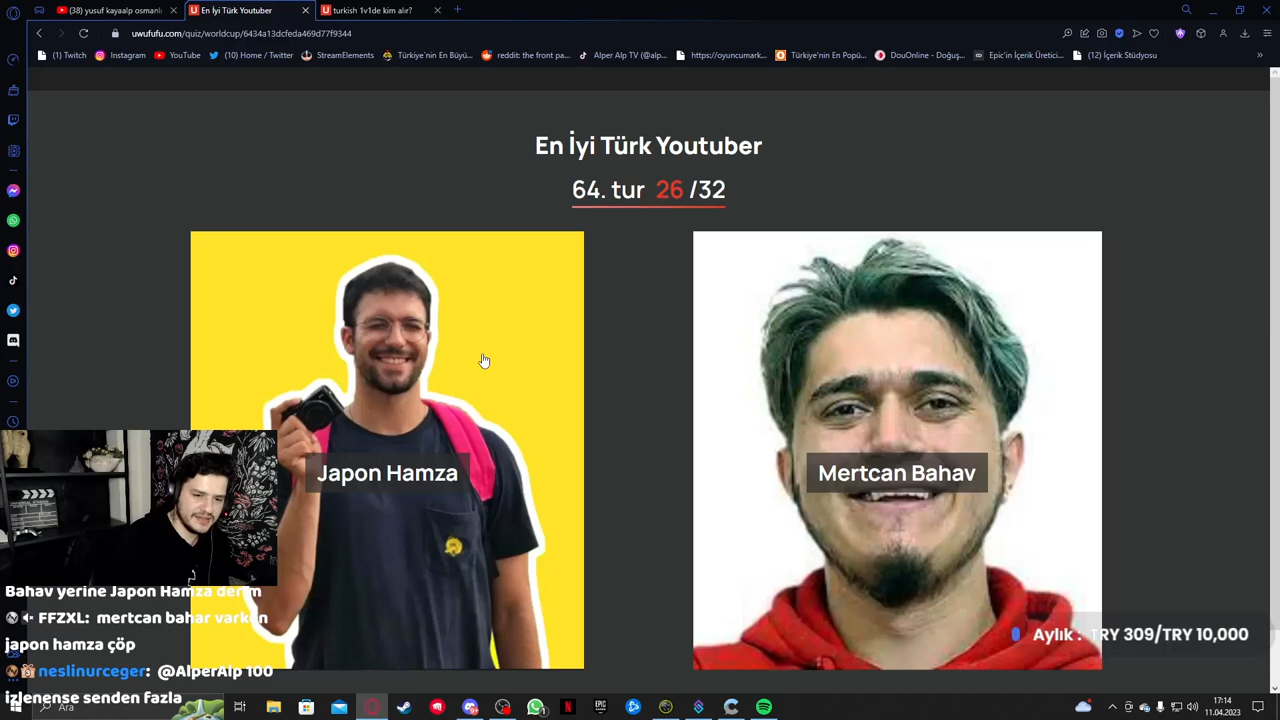 (38) yusuf kayaalp osmanlı
En İyi Türk Youtuber
turkish 1v1de kim alır?
uwufufu.com/quiz/worldcup/6434a13dcfeda469d77f9344
(1) Twitch
Instagram
YouTube
(10) Home / Twitter
StreamElements
Türkiye'nin En Büyü...
reddit: the front pa...
Alper Alp TV (@alp...
https://oyuncumark...
Türkiye'nin En Popü...
DouOnline - Doğuş...
Epic'in İçerik Üretici...
(12) İçerik Stüdyosu
En İyi Türk Youtuber
64. tur 26 /32
Japon Hamza
Mertcan Bahav
Bahav yerine Japon Hamza derim
FFZXL: mertcan bahar varken
japon hamza çöp
neslinurceger: @AlperAlp 100
izlenense senden fazla
Aylık : TRY 309/TRY 10,000
Ara
17:14
11.04.2023